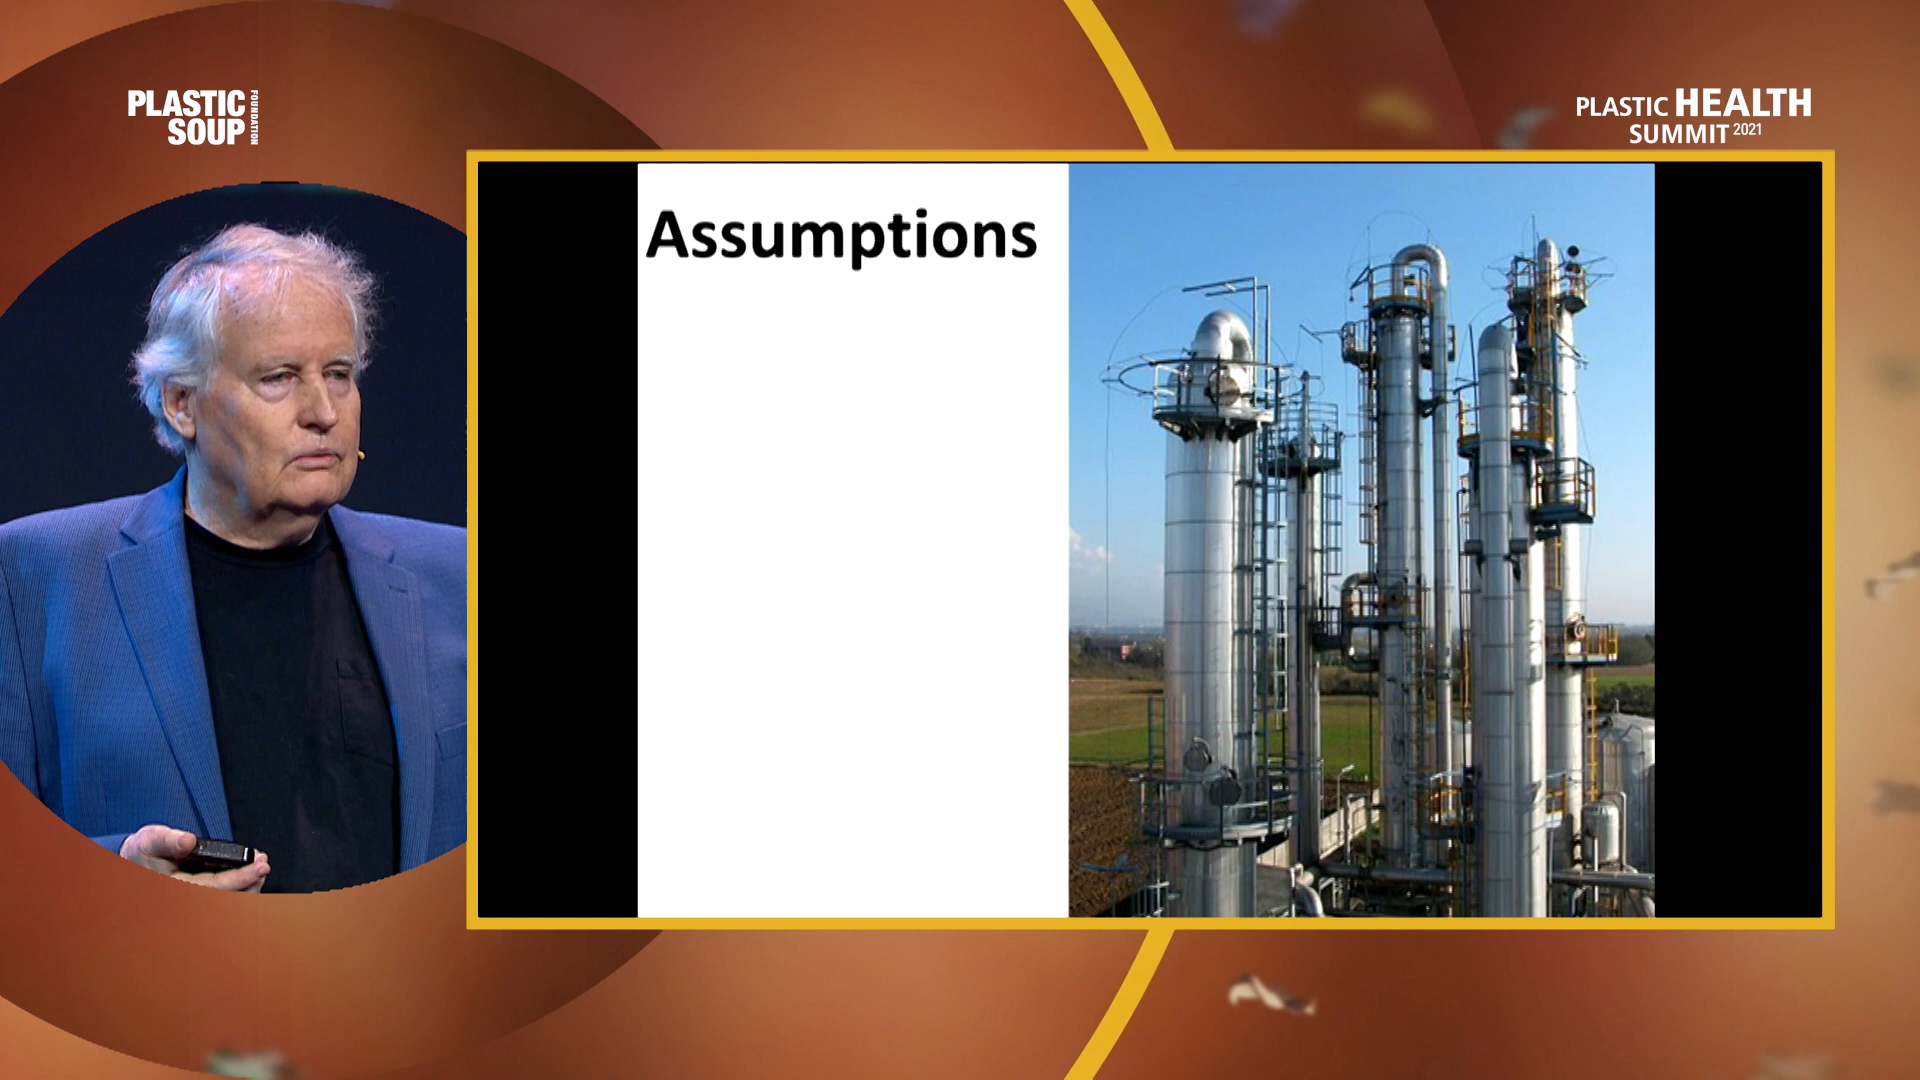 PLASTIC
SOUP
FOUNDATION
PLASTIC HEALTH
SUMMIT 2021
Assumptions